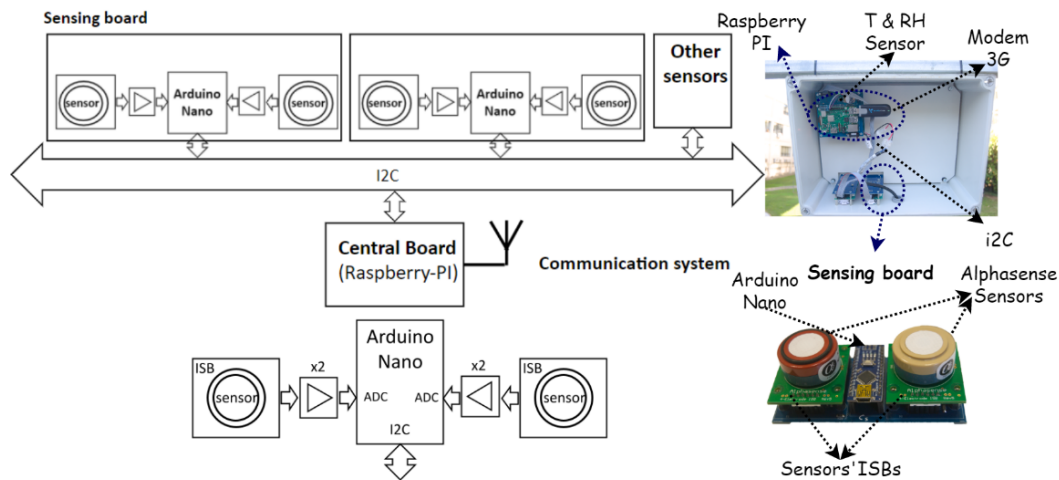 Sensing board
sensor
Arduino
Nano
sensor
sensor
Arduino
Nano
sensor
Other
sensors
I2C
Central Board
(Raspberry-PI)
Communication system
ISB
sensor
x2
Arduino
Nano
ADC
ADC
I2C
x2
ISB
sensor
Raspberry
PI
T & RH
Sensor
Modem
3G
i2C
Sensing board
Arduino
Nano
Alphasense
Sensors
Alphasense
Alphasense
Sensors'ISBs